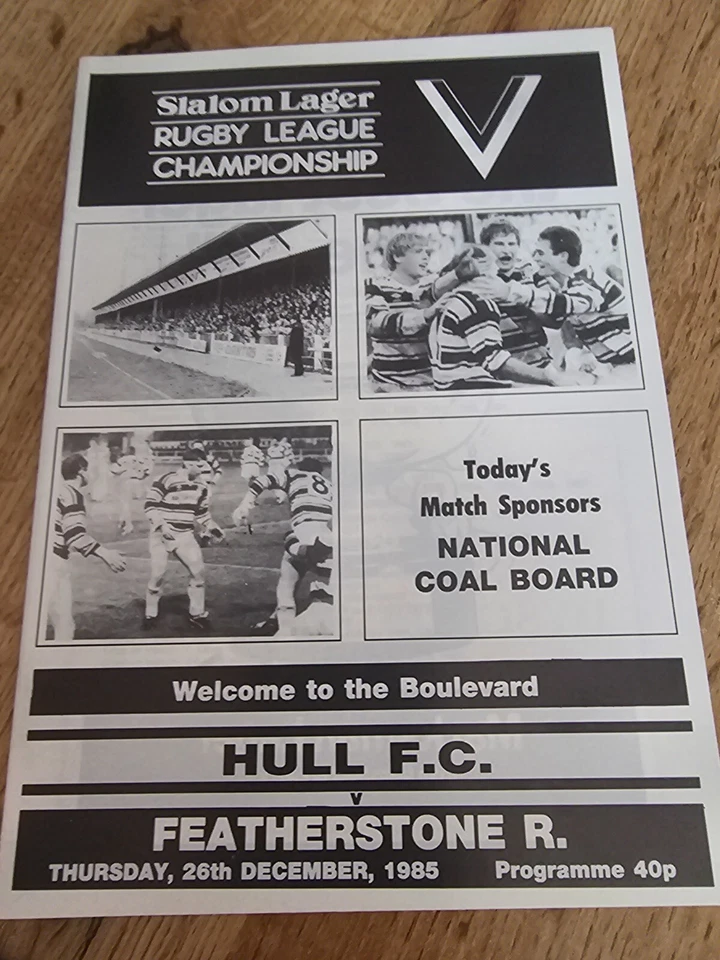 Slalom Lager
RUGBY LEAGUE
CHAMPIONSHIP
Today's
Match Sponsors
NATIONAL
COAL BOARD
8
Welcome to the Boulevard
HULL F.C.
v
FEATHERSTONE R.
THURSDAY, 26th DECEMBER, 1985 Programme 40p